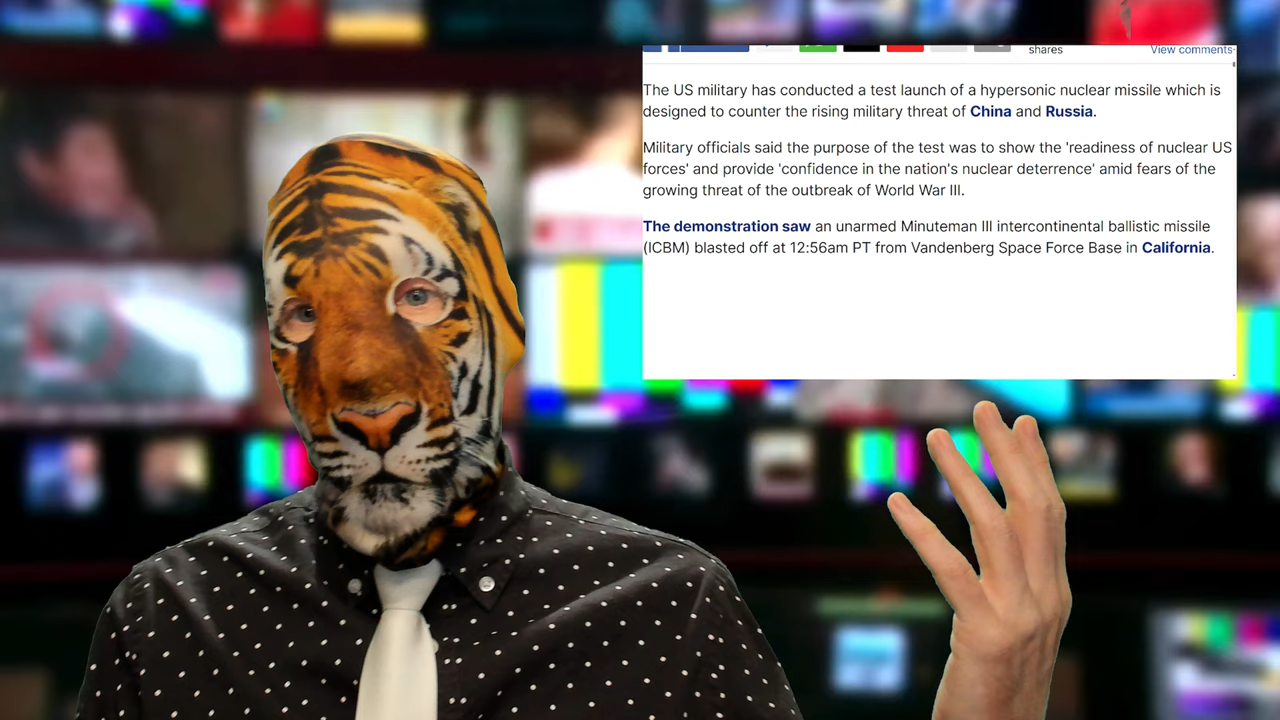 shares
View comments
The US military has conducted a test launch of a hypersonic nuclear missile which is
designed to counter the rising military threat of China and Russia.
Military officials said the purpose of the test was to show the 'readiness of nuclear US
forces' and provide 'confidence in the nation's nuclear deterrence' amid fears of the
growing threat of the outbreak of World War III.
The demonstration saw an unarmed Minuteman III intercontinental ballistic missile
(ICBM) blasted off at 12:56am PT from Vandenberg Space Force Base in California.